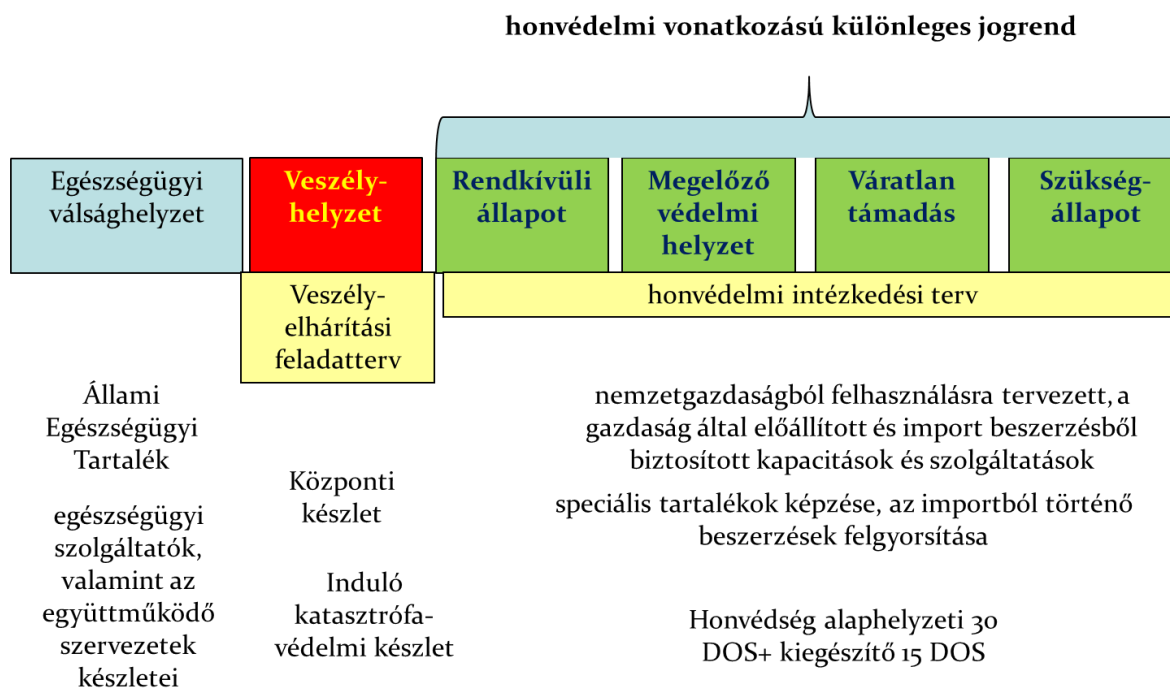 honvédelmi vonatkozású különleges jogrend
Egészségügyi
válsághelyzet
Veszély-
helyzet
Rendkívüli
állapot
Megelőző
védelmi
helyzet
Váratlan
támadás
Szükség-
állapot
Veszély-
elhárítási
feladatterv
honvédelmi intézkedési terv
Állami
Egészségügyi
Tartalék
egészségügyi
szolgáltatók,
valamint az
együttműködő
szervezetek
készletei
Központi
készlet
Induló
katasztrófa-
védelmi készlet
nemzetgazdaságból felhasználásra tervezett, a
gazdaság által előállított és import beszerzésből
biztosított kapacitások és szolgáltatások
speciális tartalékok képzése, az importból történő
beszerzések felgyorsítása
Honvédség alaphelyzeti 30
DOS+ kiegészítő 15 DOS